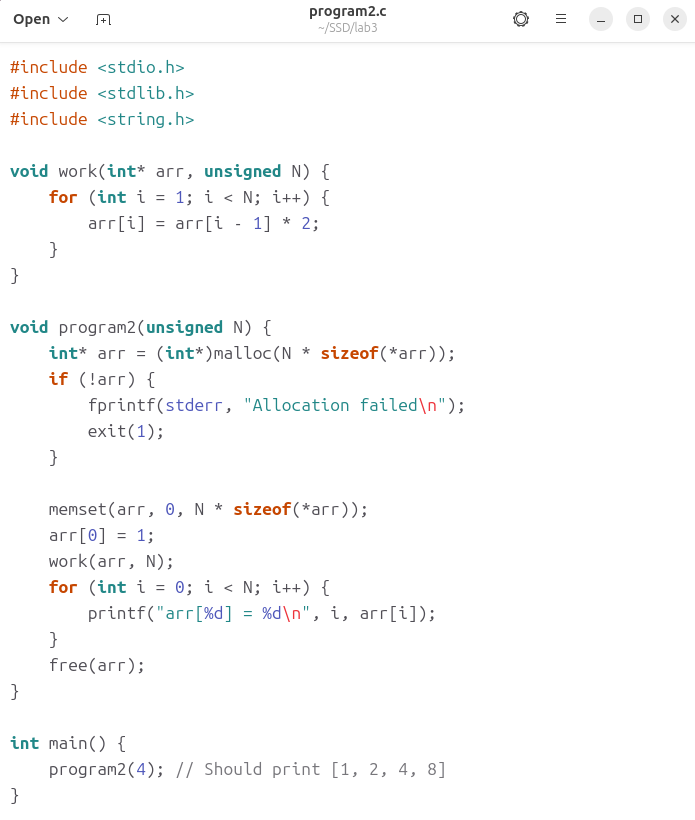 Open
program2.c
~/SSD/lab3
#include <stdio.h>
#include <stdlib.h>
#include <string.h>

void work(int* arr, unsigned N) {
    for (int i = 1; i < N; i++) {
        arr[i] = arr[i - 1] * 2;
    }
}

void program2(unsigned N) {
    int* arr = (int*)malloc(N * sizeof(*arr));
    if (!arr) {
        fprintf(stderr, "Allocation failed\n");
        exit(1);
    }

    memset(arr, 0, N * sizeof(*arr));
    arr[0] = 1;
    work(arr, N);
    for (int i = 0; i < N; i++) {
        printf("arr[%d] = %d\n", i, arr[i]);
    }
    free(arr);
}

int main() {
    program2(4); // Should print [1, 2, 4, 8]
}